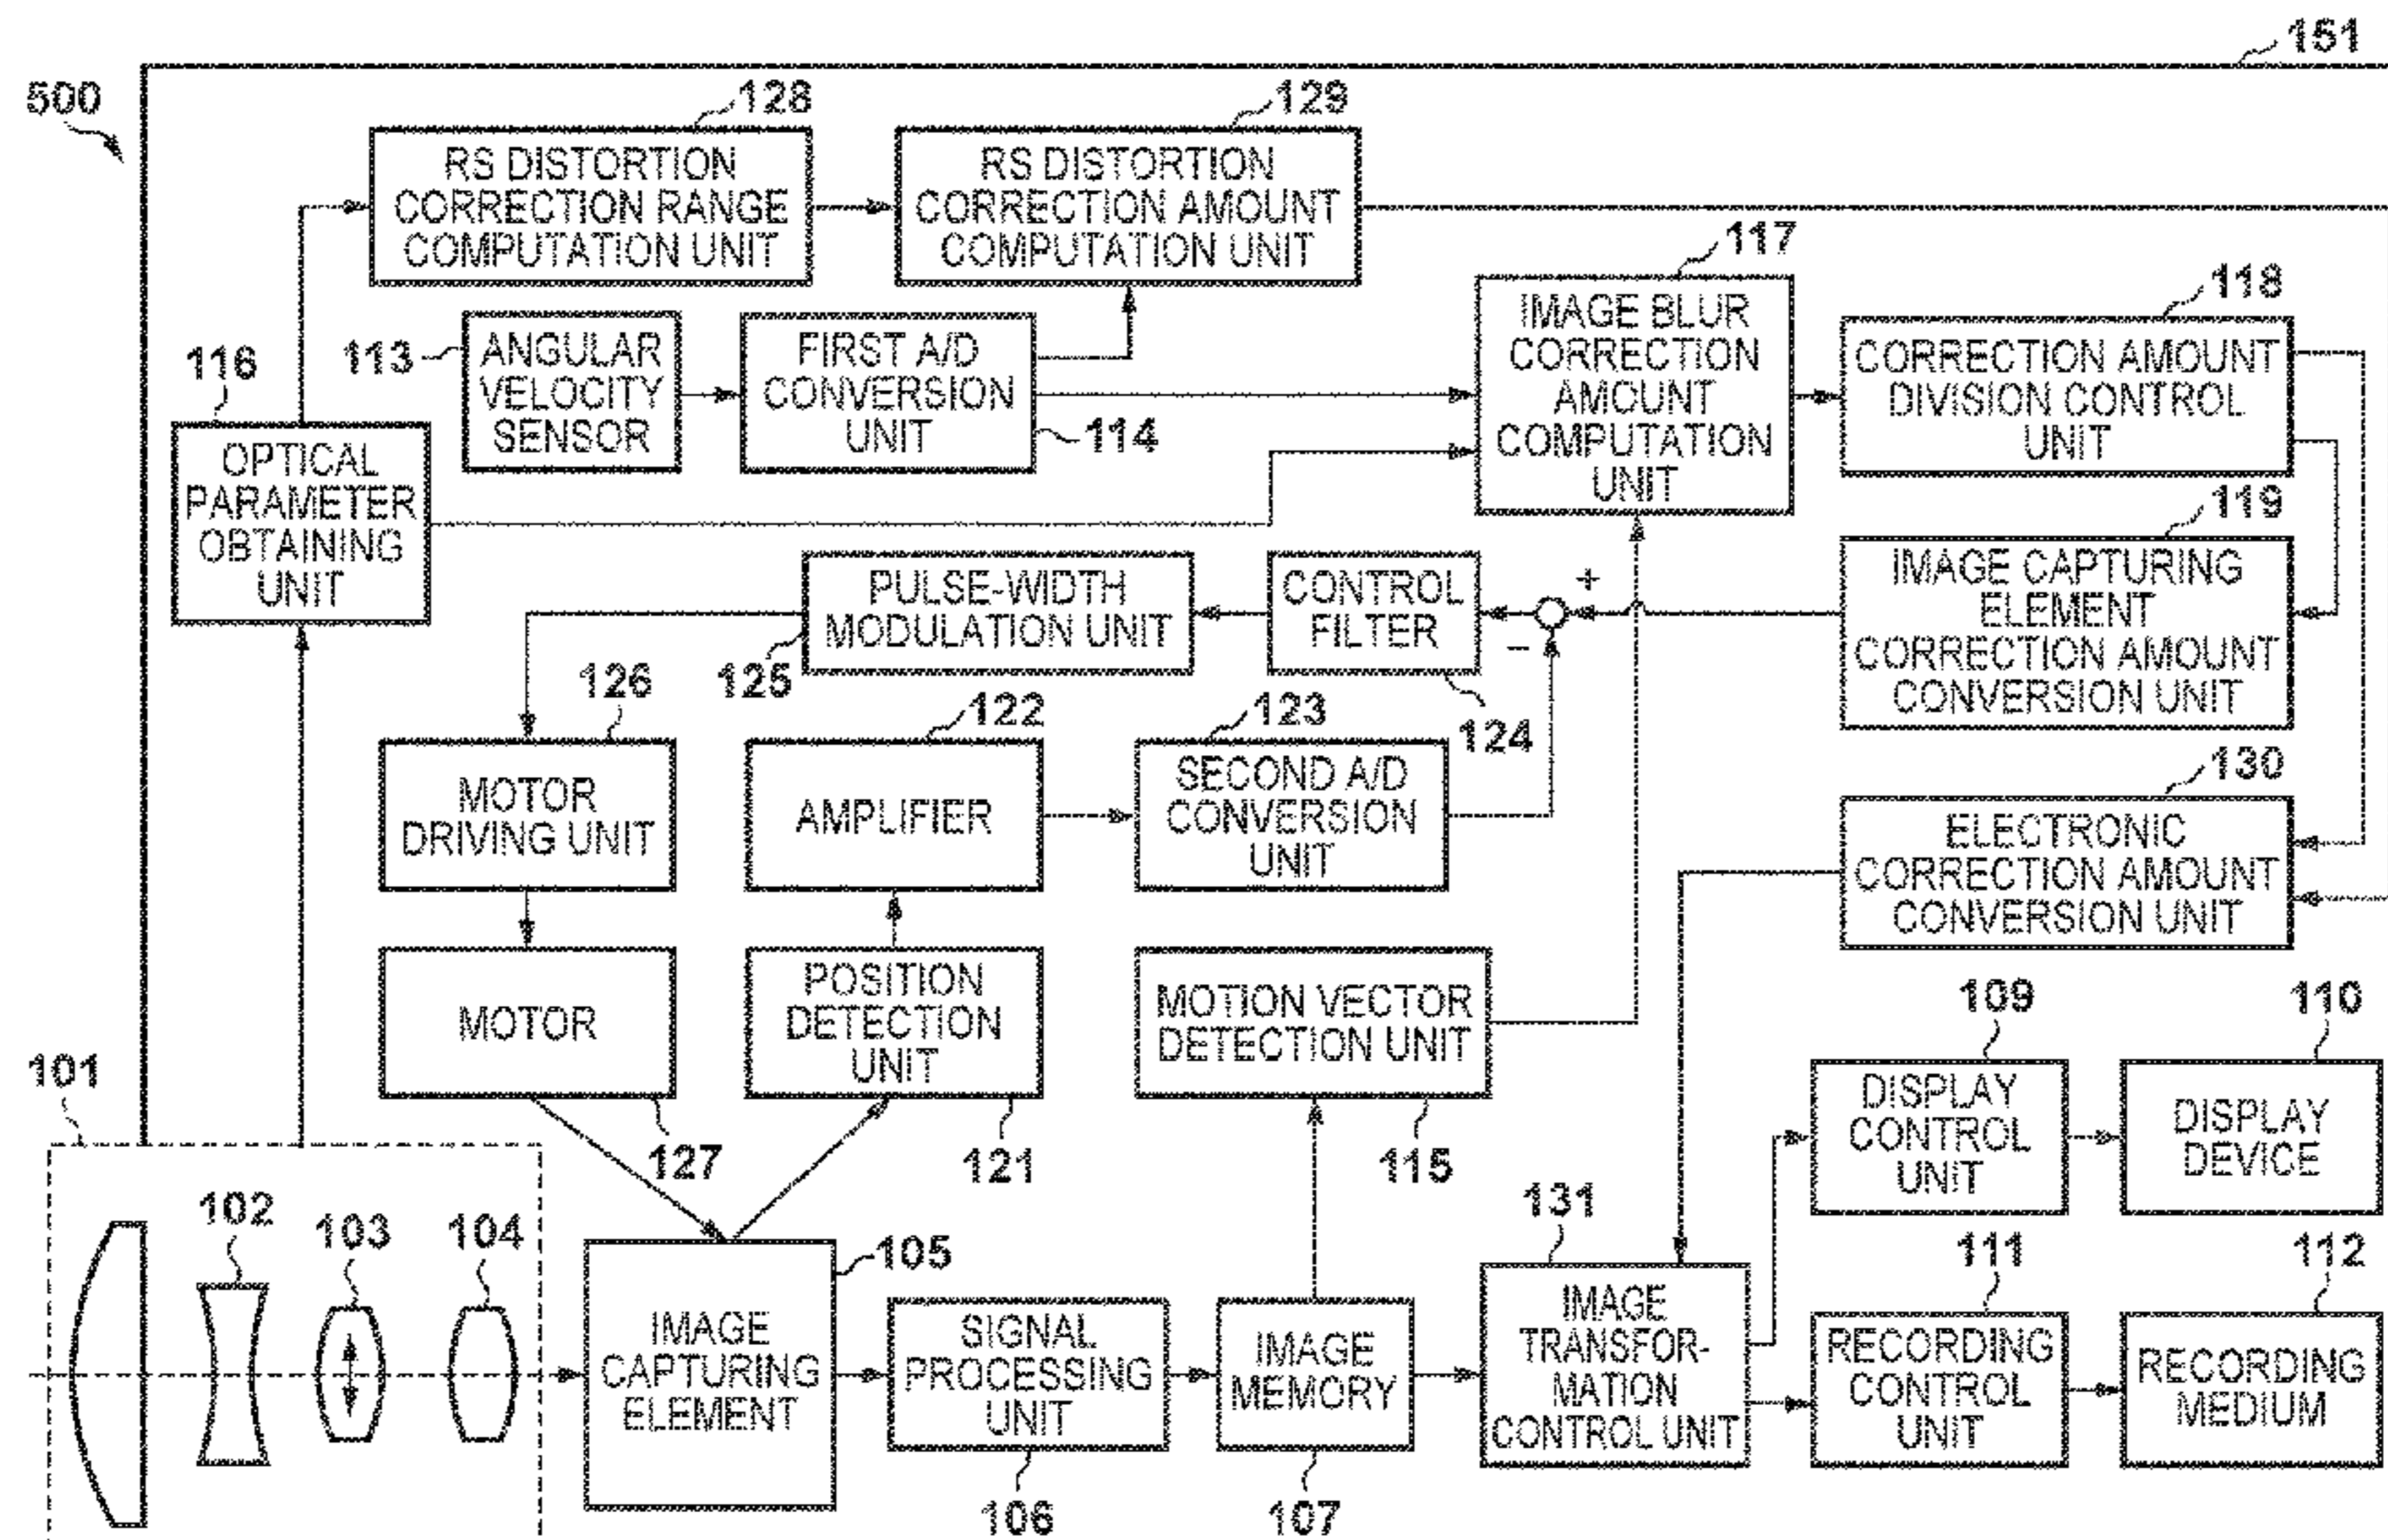 151
500
128
129
RS DISTORTION
CORRECTION RANGE
COMPUTATION UNIT
RS DISTORTION
CORRECTION AMOUNT
COMPUTATION UNIT
117
118
113
ANGULAR
VELOCITY
SENSOR
FIRST A/D
CONVERSION
UNIT
114
IMAGE BLUR
CORRECTION
AMOUNT
COMPUTATION
UNIT
CORRECTION AMOUNT
DIVISION CONTROL
UNIT
116
OPTICAL
PARAMETER
OBTAINING
UNIT
119
PULSE-WIDTH
MODULATION UNIT
125
CONTROL
FILTER
124
+
−
IMAGE CAPTURING
ELEMENT
CORRECTION AMOUNT
CONVERSION UNIT
126
122
123
130
MOTOR
DRIVING UNIT
AMPLIFIER
SECOND A/D
CONVERSION
UNIT
ELECTRONIC
CORRECTION AMOUNT
CONVERSION UNIT
MOTOR
127
POSITION
DETECTION
UNIT
121
MOTION VECTOR
DETECTION UNIT
115
109
110
DISPLAY
CONTROL
UNIT
DISPLAY
DEVICE
101
102
103
104
105
131
111
112
IMAGE
CAPTURING
ELEMENT
SIGNAL
PROCESSING
UNIT
106
IMAGE
MEMORY
107
IMAGE
TRANSFOR-
MATION
CONTROL UNIT
RECORDING
CONTROL
UNIT
RECORDING
MEDIUM